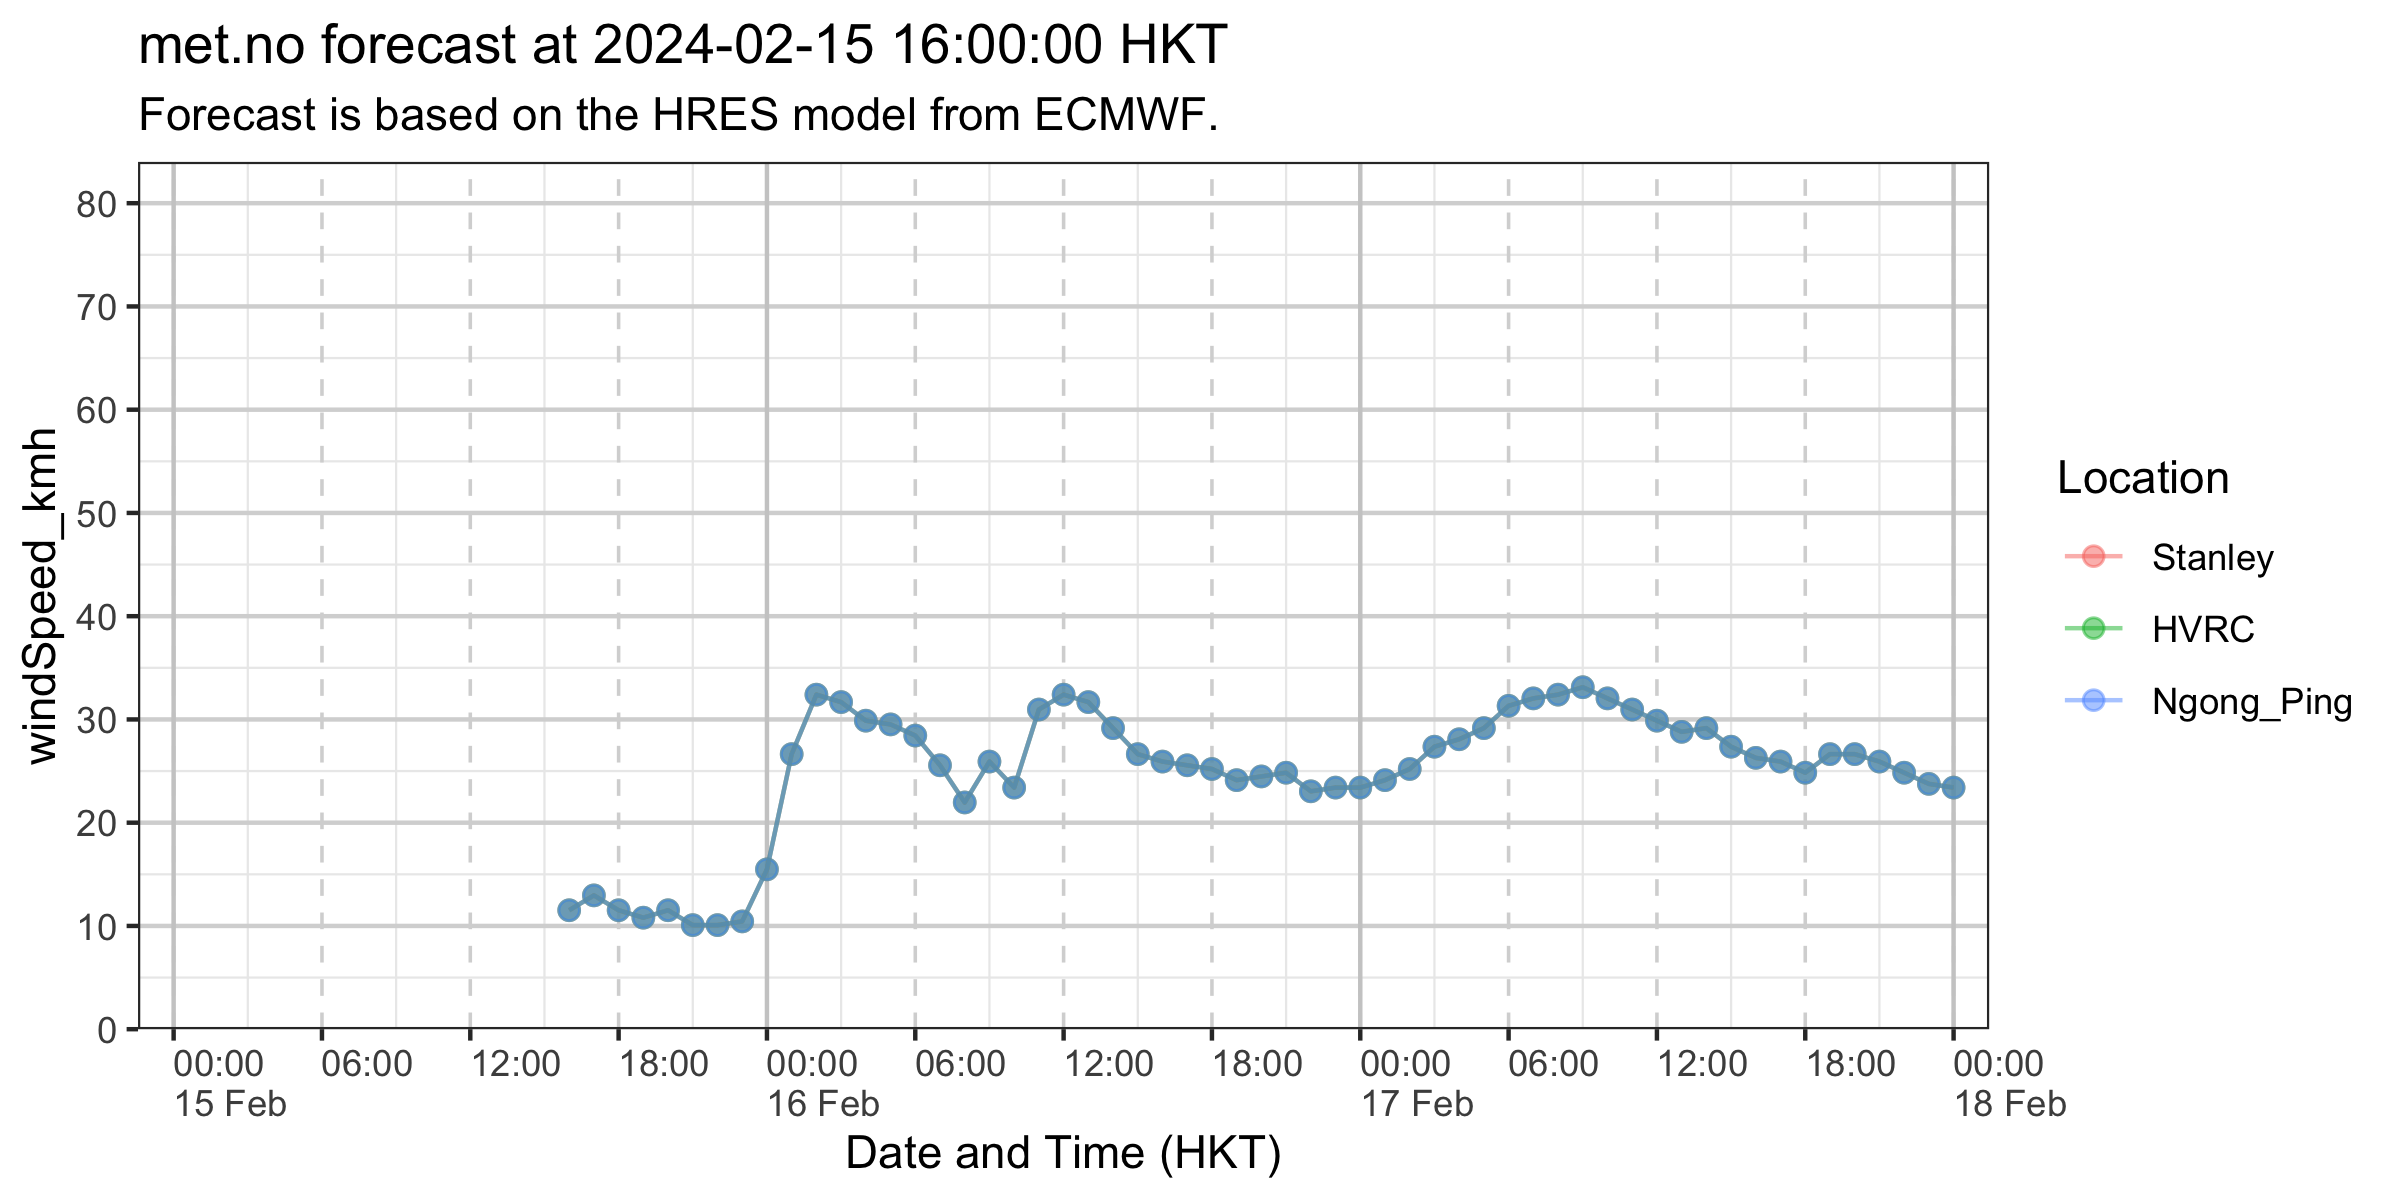 met.no forecast at 2024-02-15 16:00:00 HKT
Forecast is based on the HRES model from ECMWF.
windSpeed_kmh
80
70
60
50
40
30
20
10
0
00:00 06:00 12:00 18:00 00:00 06:00 12:00 18:00 00:00 06:00 12:00 18:00 00:00
15 Feb 16 Feb 17 Feb 18 Feb
Date and Time (HKT)
Location
Stanley
HVRC
Ngong_Ping